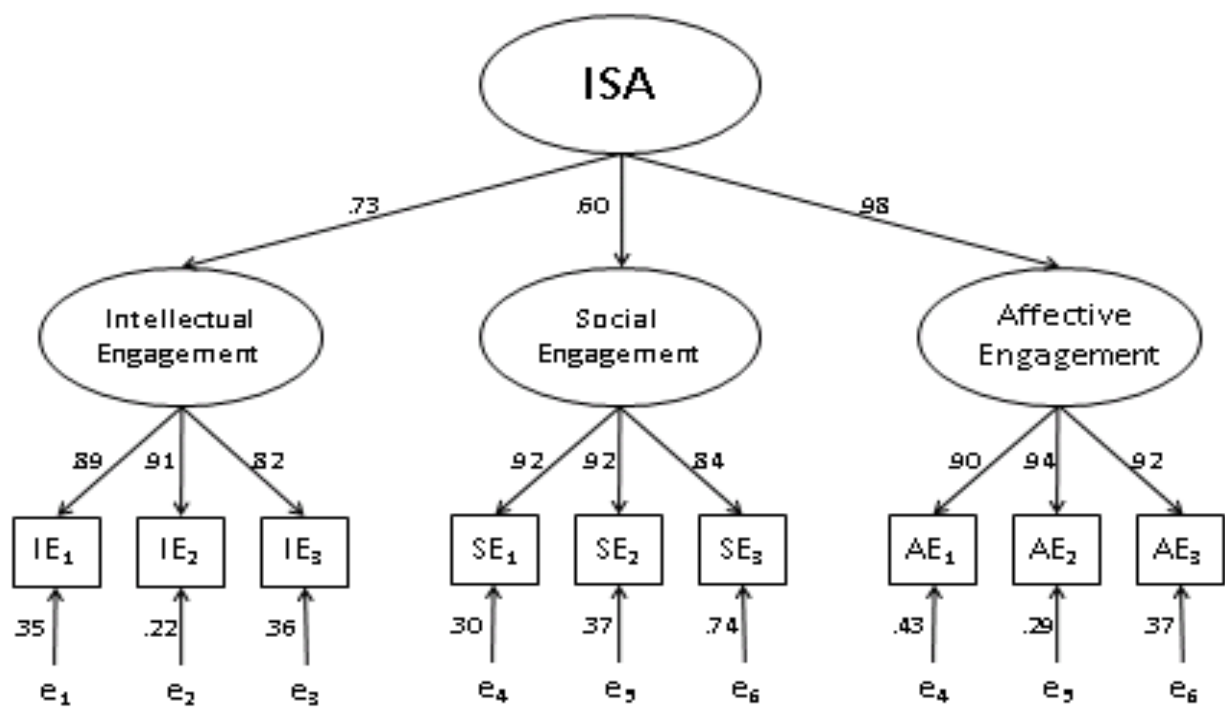 ISA
.73 .60 .98
Intellectual Engagement
Social Engagement
Affective Engagement
.89 .91 .82 .92 .92 .84 .90 .94 .92
IE₁ IE₂ IE₃ SE₁ SE₂ SE₃ AE₁ AE₂ AE₃
.35 .22 .36 .30 .37 .74 .43 .29 .37
e₁ e₂ e₃ e₄ e₅ e₆ e₄ e₅ e₆